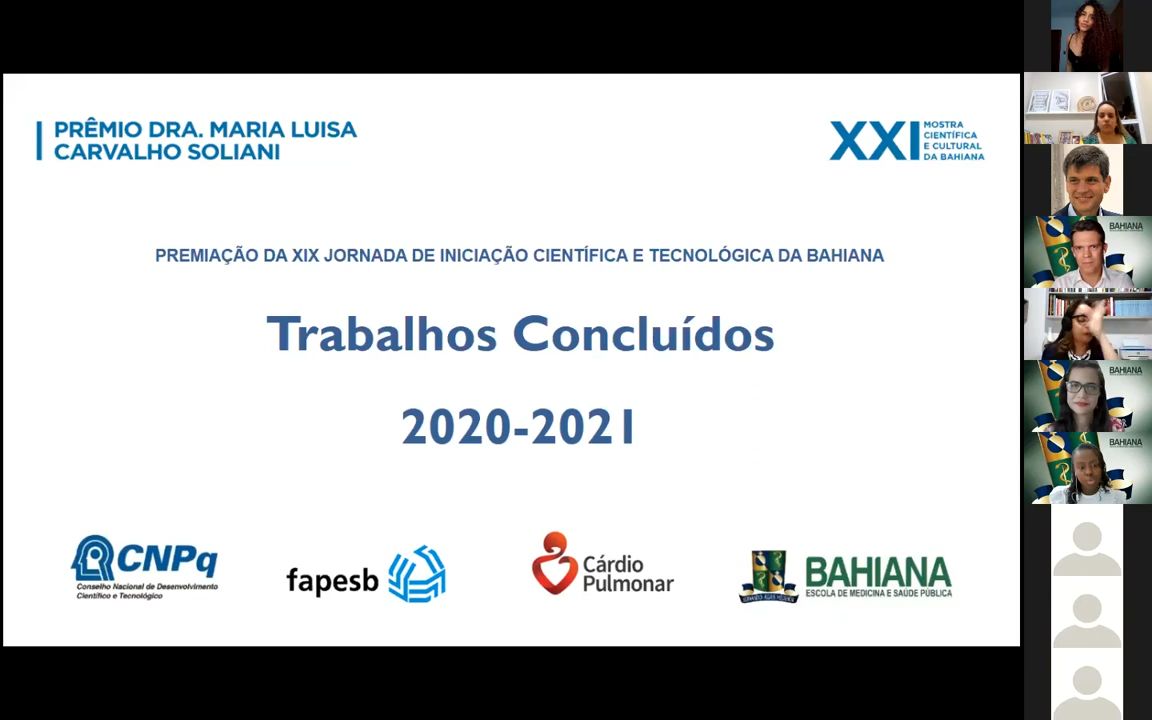 PRÊMIO DRA. MARIA LUISA
CARVALHO SOLIANI
XXI
MOSTRA
CIENTÍFICA
E CULTURAL
DA BAHIANA
PREMIAÇÃO DA XIX JORNADA DE INICIAÇÃO CIENTÍFICA E TECNOLÓGICA DA BAHIANA
Trabalhos Concluídos
2020-2021
CNPq
Conselho Nacional de Desenvolvimento
Científico e Tecnológico
fapesb
Cárdio
Pulmonar
BAHIANA
ESCOLA DE MEDICINA E SAÚDE PÚBLICA
BAHIANA
BAHIANA
BAHIANA